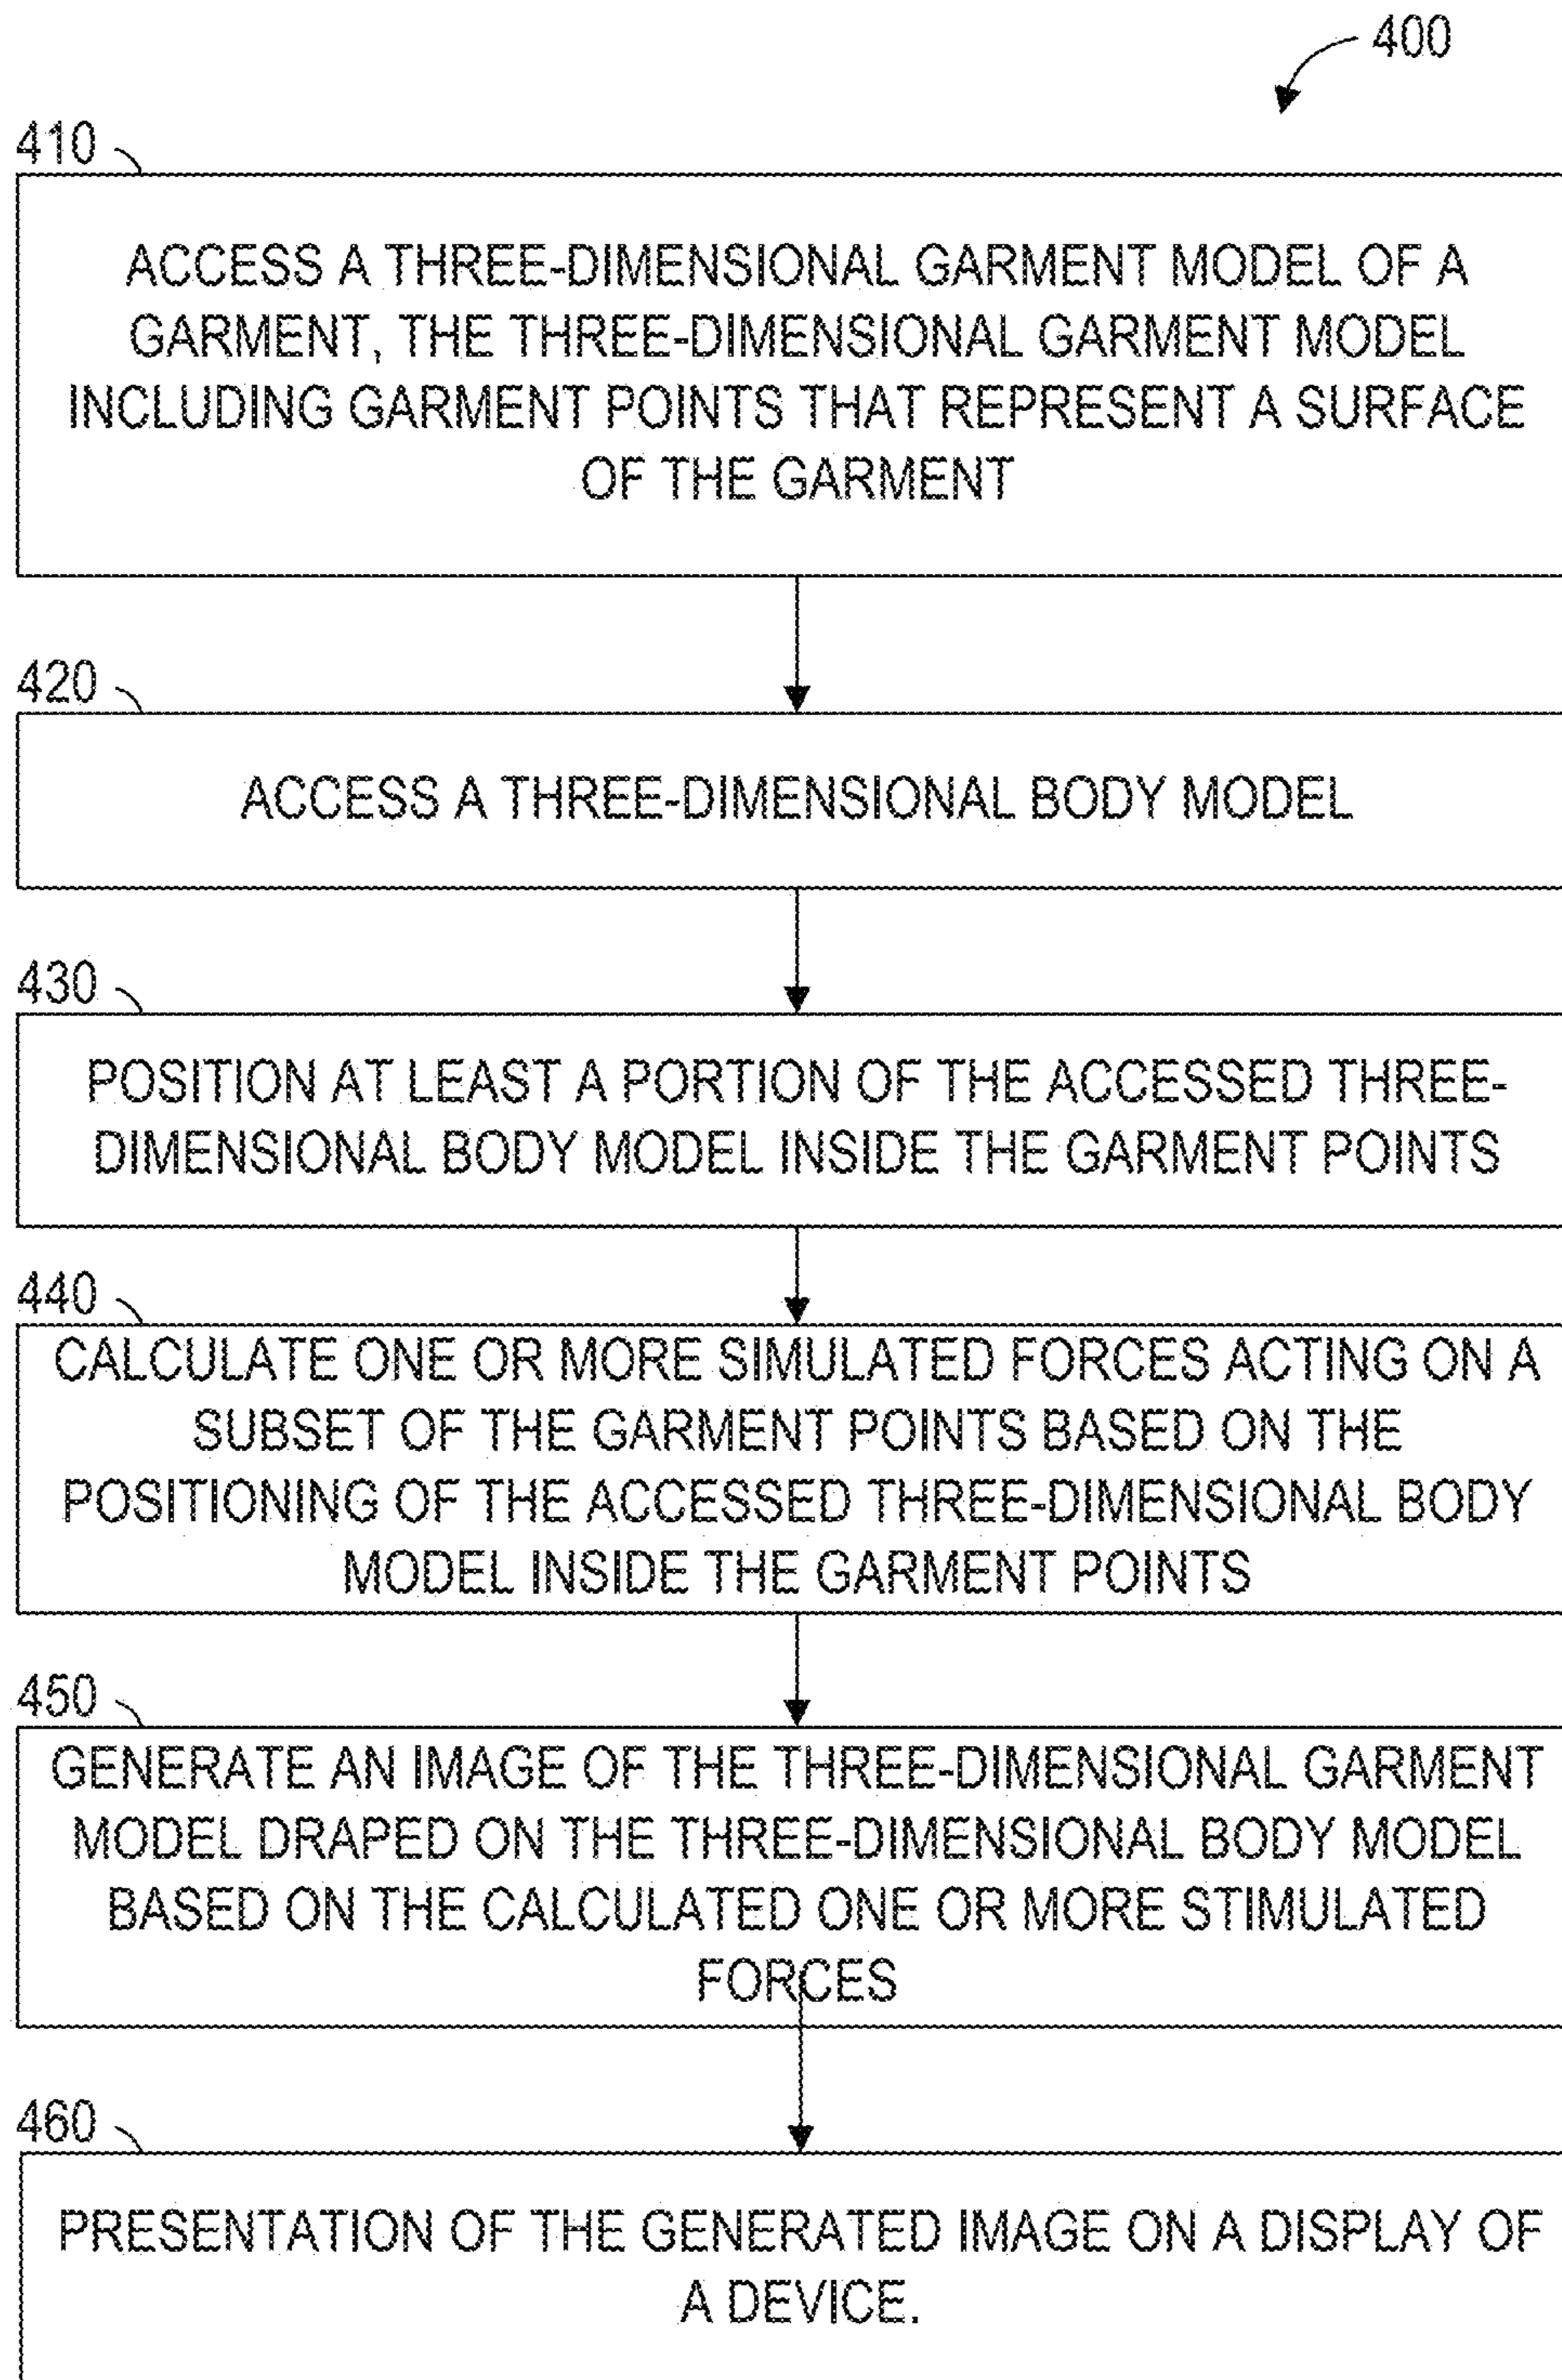 400
410
ACCESS A THREE-DIMENSIONAL GARMENT MODEL OF A
GARMENT, THE THREE-DIMENSIONAL GARMENT MODEL
INCLUDING GARMENT POINTS THAT REPRESENT A SURFACE
OF THE GARMENT
420
ACCESS A THREE-DIMENSIONAL BODY MODEL
430
POSITION AT LEAST A PORTION OF THE ACCESSED THREE-
DIMENSIONAL BODY MODEL INSIDE THE GARMENT POINTS
440
CALCULATE ONE OR MORE SIMULATED FORCES ACTING ON A
SUBSET OF THE GARMENT POINTS BASED ON THE
POSITIONING OF THE ACCESSED THREE-DIMENSIONAL BODY
MODEL INSIDE THE GARMENT POINTS
450
GENERATE AN IMAGE OF THE THREE-DIMENSIONAL GARMENT
MODEL DRAPED ON THE THREE-DIMENSIONAL BODY MODEL
BASED ON THE CALCULATED ONE OR MORE STIMULATED
FORCES
460
PRESENTATION OF THE GENERATED IMAGE ON A DISPLAY OF
A DEVICE.